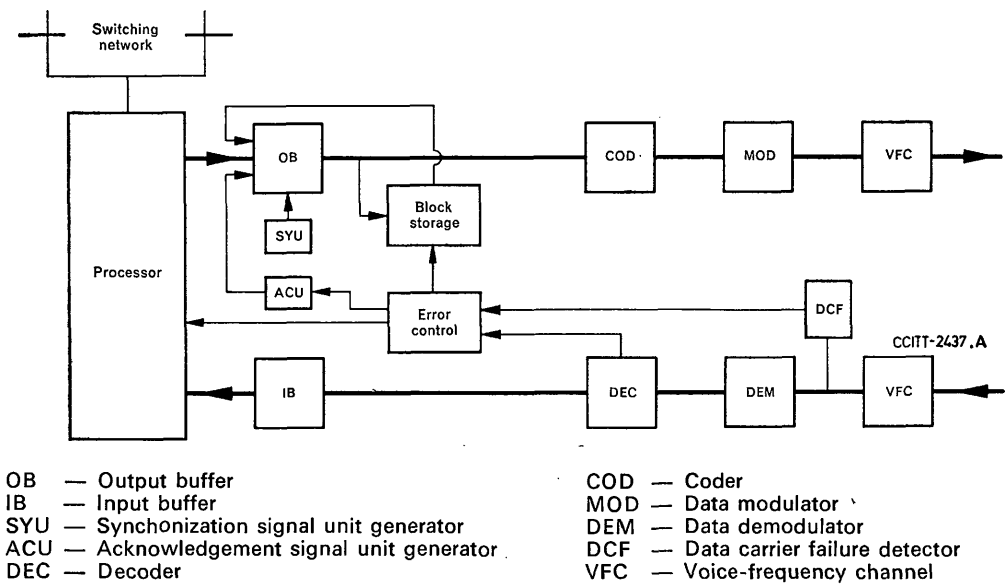 Switching
network
OB
COD
MOD
VFC
Block
storage
SYU
Processor
ACU
Error
control
DCF
CCITT-2437.A
IB
DEC
DEM
VFC
OB — Output buffer
IB — Input buffer
SYU — Synchonization signal unit generator
ACU — Acknowledgement signal unit generator
DEC — Decoder
COD — Coder
MOD — Data modulator
DEM — Data demodulator
DCF — Data carrier failure detector
VFC — Voice-frequency channel